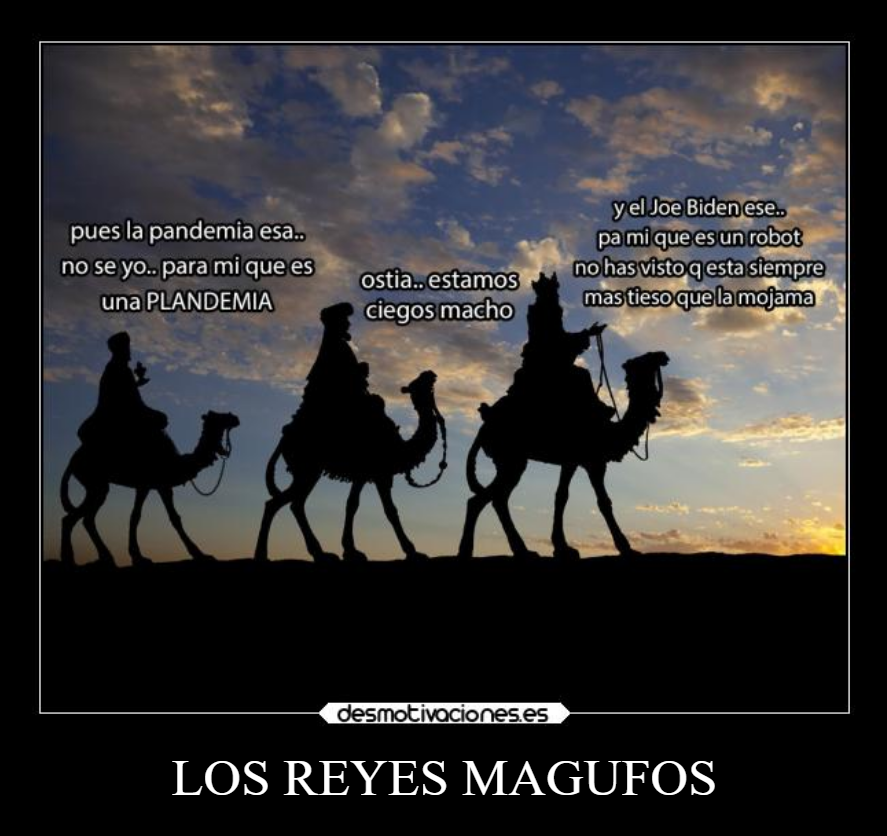 pues la pandemia esa..
no se yo.. para mi que es
una PLANDEMIA
ostia.. estamos
ciegos macho
y el Joe Biden ese..
pa mi que es un robot
no has visto q esta siempre
mas tieso que la mojama
desmotivaciones.es
LOS REYES MAGUFOS